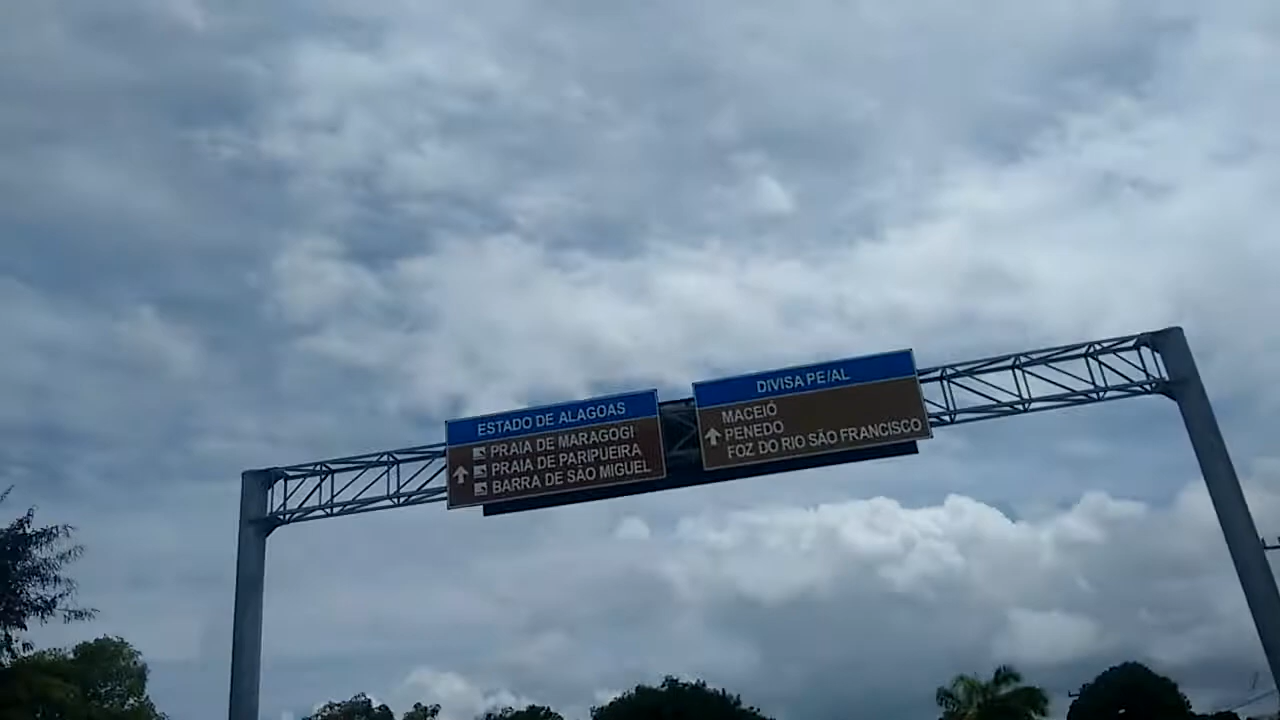 ESTADO DE ALAGOAS
PRAIA DE MARAGOGI
PRAIA DE PARIPUEIRA
BARRA DE SÃO MIGUEL
DIVISA PE/AL
MACEIÓ
PENEDO
FOZ DO RIO SÃO FRANCISCO